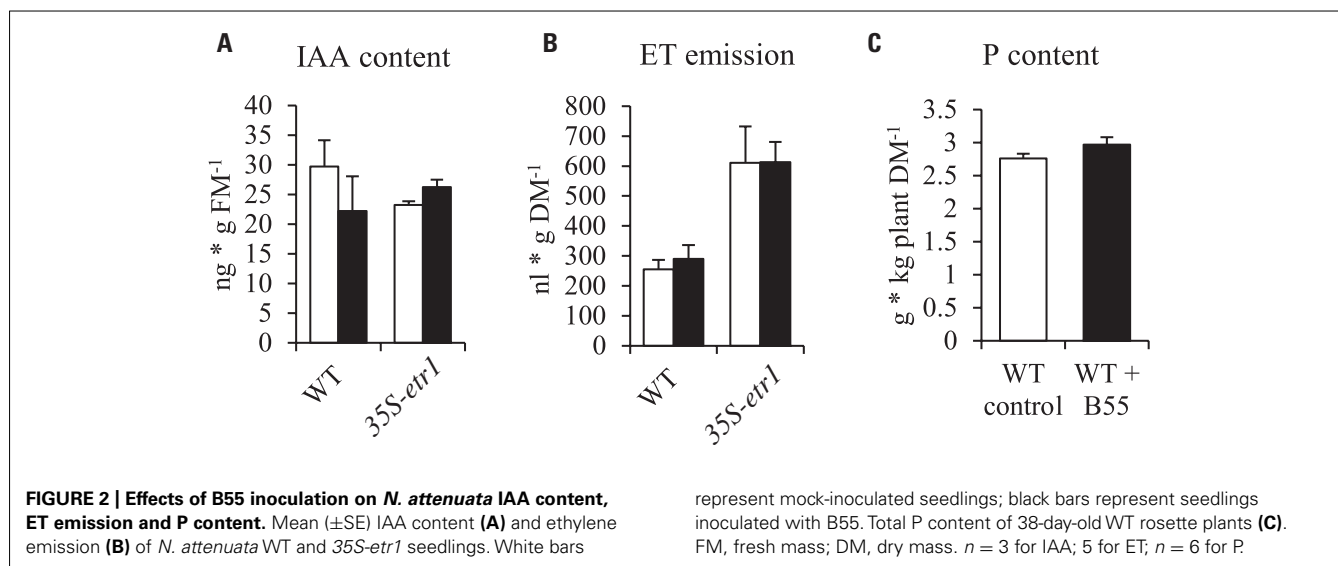 A
IAA content
ng * g FM-1
40
35
30
25
20
15
10
5
0
WT
35S-etr1
B
ET emission
nl * g DM-1
800
700
600
500
400
300
200
100
0
WT
35S-etr1
C
P content
g * kg plant DM-1
3.5
3
2.5
2
1.5
1
0.5
0
WT
control
WT +
B55
FIGURE 2 | Effects of B55 inoculation on N. attenuata IAA content,
ET emission and P content. Mean (±SE) IAA content (A) and ethylene
emission (B) of N. attenuata WT and 35S-etr1 seedlings. White bars
represent mock-inoculated seedlings; black bars represent seedlings
inoculated with B55. Total P content of 38-day-old WT rosette plants (C).
FM, fresh mass; DM, dry mass. n = 3 for IAA; 5 for ET; n = 6 for P.